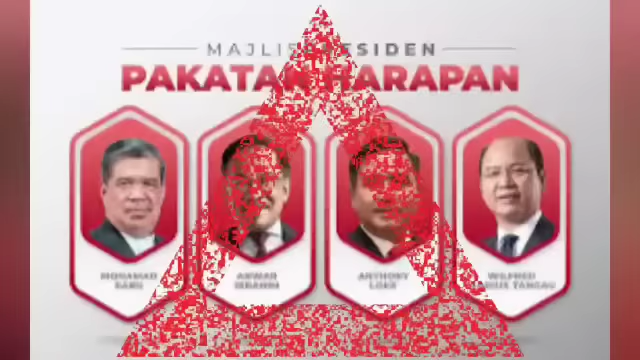 MAJLIS PRESIDEN
PAKATAN HARAPAN
MOHAMAD
SABU
ANWAR
IBRAHIM
ANTHONY
LOKE
WILFRED
MADIUS TANGAU